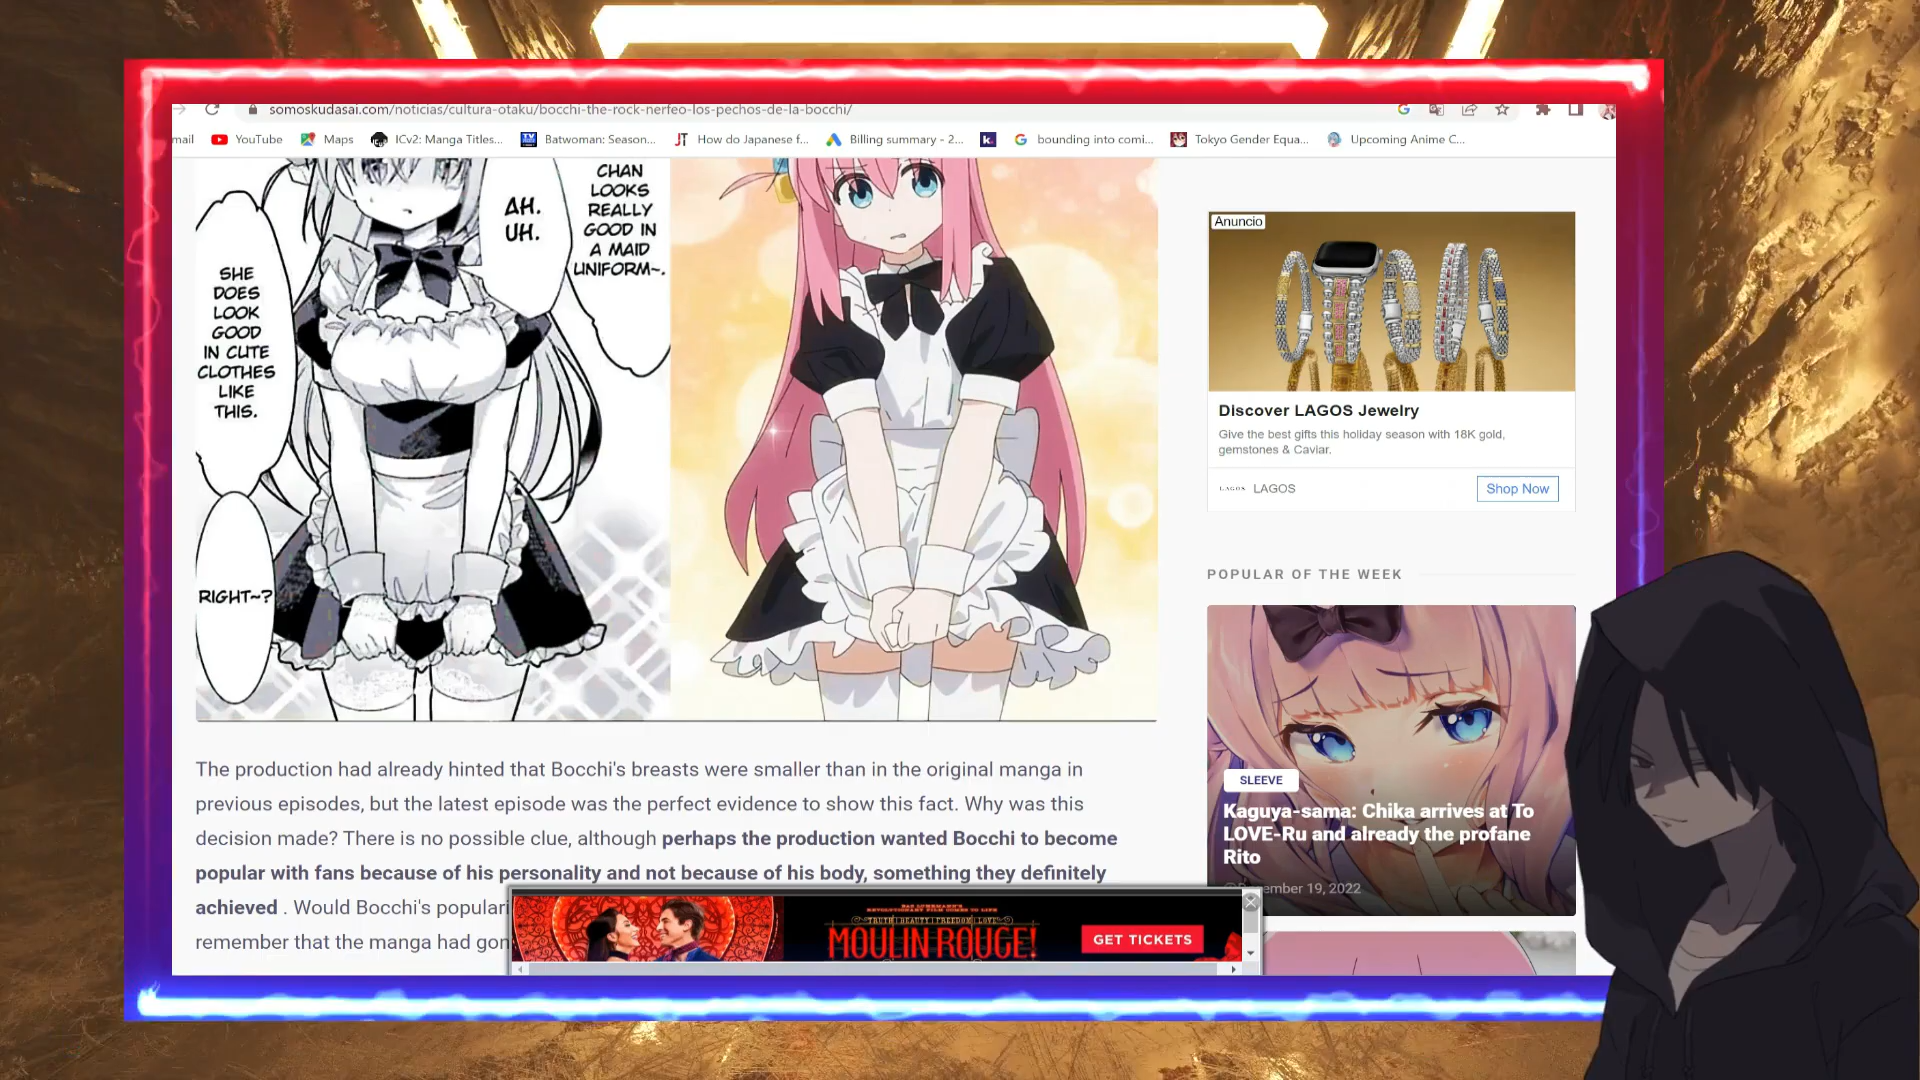 somoskudasai.com/noticias/cultura-otaku/bocchi-the-rock-nerfeo-los-pechos-de-la-bocchi/
mail
YouTube
Maps
ICv2: Manga Titles...
Batwoman: Season...
JT
How do Japanese f...
Billing summary - 2...
k.
bounding into comi...
Tokyo Gender Equa...
Upcoming Anime C...
CHAN
LOOKS
REALLY
GOOD IN
A MAID
UNIFORM~.
AH.
UH.
SHE
DOES
LOOK
GOOD
IN CUTE
CLOTHES
LIKE
THIS.
RIGHT~?
The production had already hinted that Bocchi's breasts were smaller than in the original manga in
previous episodes, but the latest episode was the perfect evidence to show this fact. Why was this
decision made? There is no possible clue, although perhaps the production wanted Bocchi to become
popular with fans because of his personality and not because of his body, something they definitely
achieved . Would Bocchi's populari
remember that the manga had gon
Anuncio
Discover LAGOS Jewelry
Give the best gifts this holiday season with 18K gold,
gemstones & Caviar.
LAGOS LAGOS
Shop Now
POPULAR OF THE WEEK
SLEEVE
Kaguya-sama: Chika arrives at To
LOVE-Ru and already the profane
Rito
ember 19, 2022
TRUTH BEAUTY FREEDOM LOVE
MOULIN ROUGE!
GET TICKETS